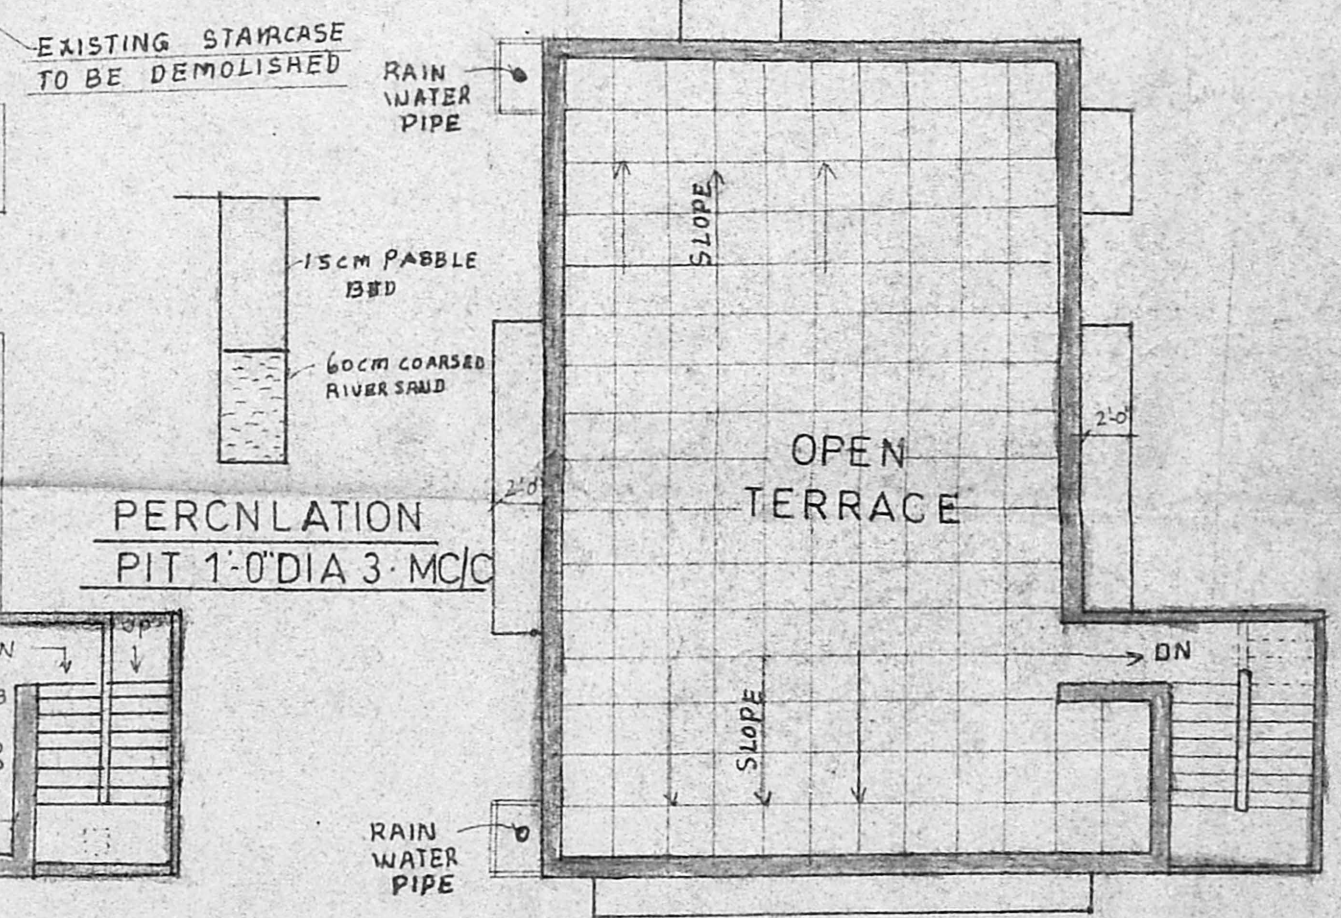 EXISTING STAIRCASE
TO BE DEMOLISHED
RAIN
WATER
PIPE
15CM PABBLE
BED
60CM COARSED
RIVER SAND
PERCNLATION
PIT 1'-0"DIA 3·MC/C
SLOPE
OPEN
TERRACE
2'-0"
2'-0"
UP
DN
SLOPE
RAIN
WATER
PIPE